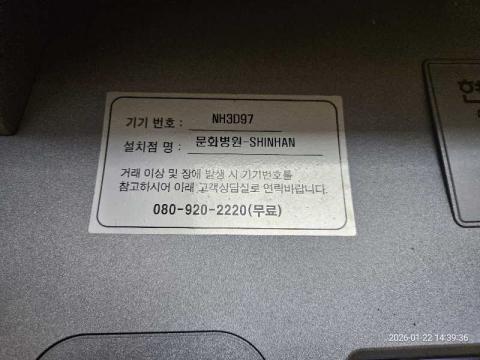 기기 번호 : NH3D97
설치점 명 : 문화병원-SHINHAN
거래 이상 및 장애 발생 시 기기번호를
참고하시어 아래 고객상담실로 연락바랍니다.
080-920-2220(무료)
현
2026-01-22 14:39:36